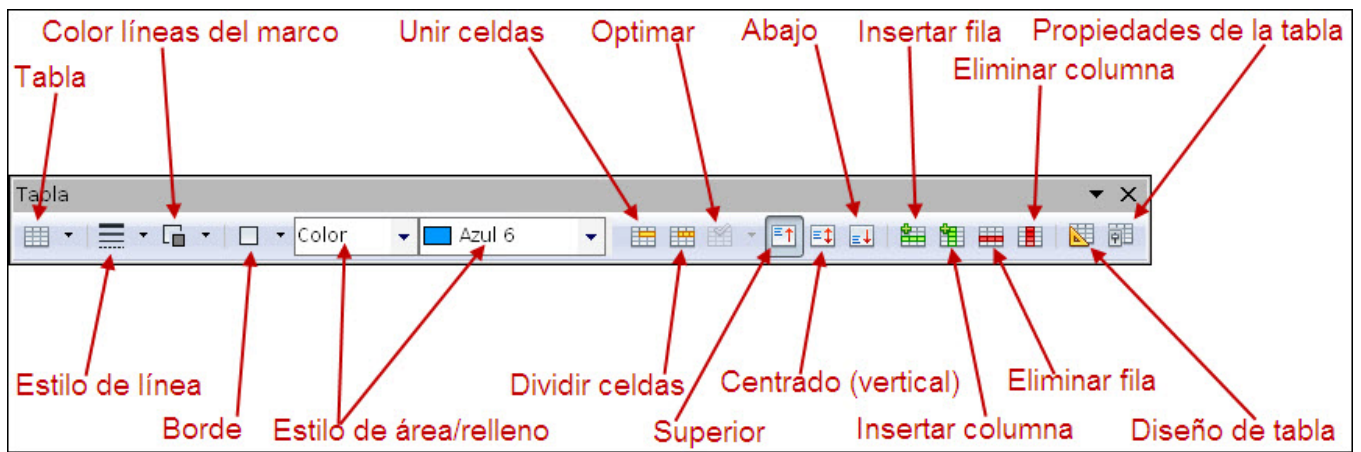 Color líneas del marco Unir celdas Optimar Abajo Insertar fila Propiedades de la tabla
Tabla Eliminar columna
Tabla
Color Azul 6
Estilo de línea Dividir celdas Centrado (vertical) Eliminar fila
Borde Estilo de área/relleno Superior Insertar columna Diseño de tabla